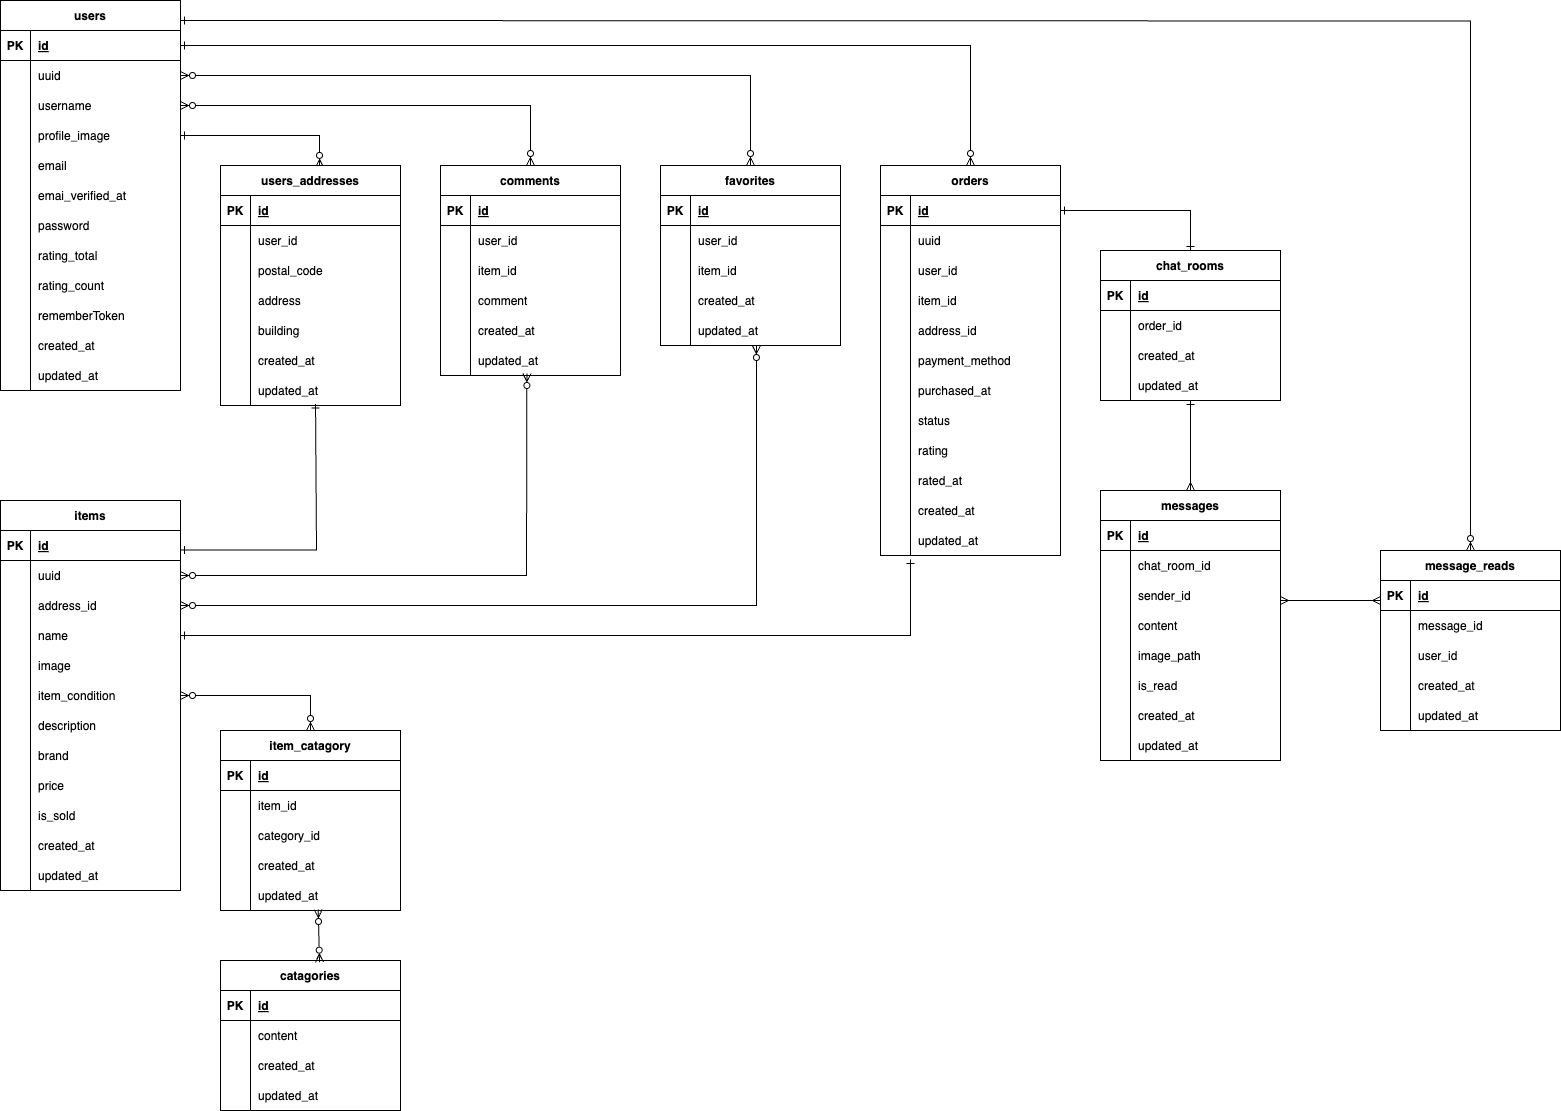 users
PK id
uuid
username
profile_image
email
emai_verified_at
password
rating_total
rating_count
rememberToken
created_at
updated_at
users_addresses
PK id
user_id
postal_code
address
building
created_at
updated_at
comments
PK id
user_id
item_id
comment
created_at
updated_at
favorites
PK id
user_id
item_id
created_at
updated_at
orders
PK id
uuid
user_id
item_id
address_id
payment_method
purchased_at
status
rating
rated_at
created_at
updated_at
chat_rooms
PK id
order_id
created_at
updated_at
items
PK id
uuid
address_id
name
image
item_condition
description
brand
price
is_sold
created_at
updated_at
messages
PK id
chat_room_id
sender_id
content
image_path
is_read
created_at
updated_at
message_reads
PK id
message_id
user_id
created_at
updated_at
item_catagory
PK id
item_id
category_id
created_at
updated_at
catagories
PK id
content
created_at
updated_at